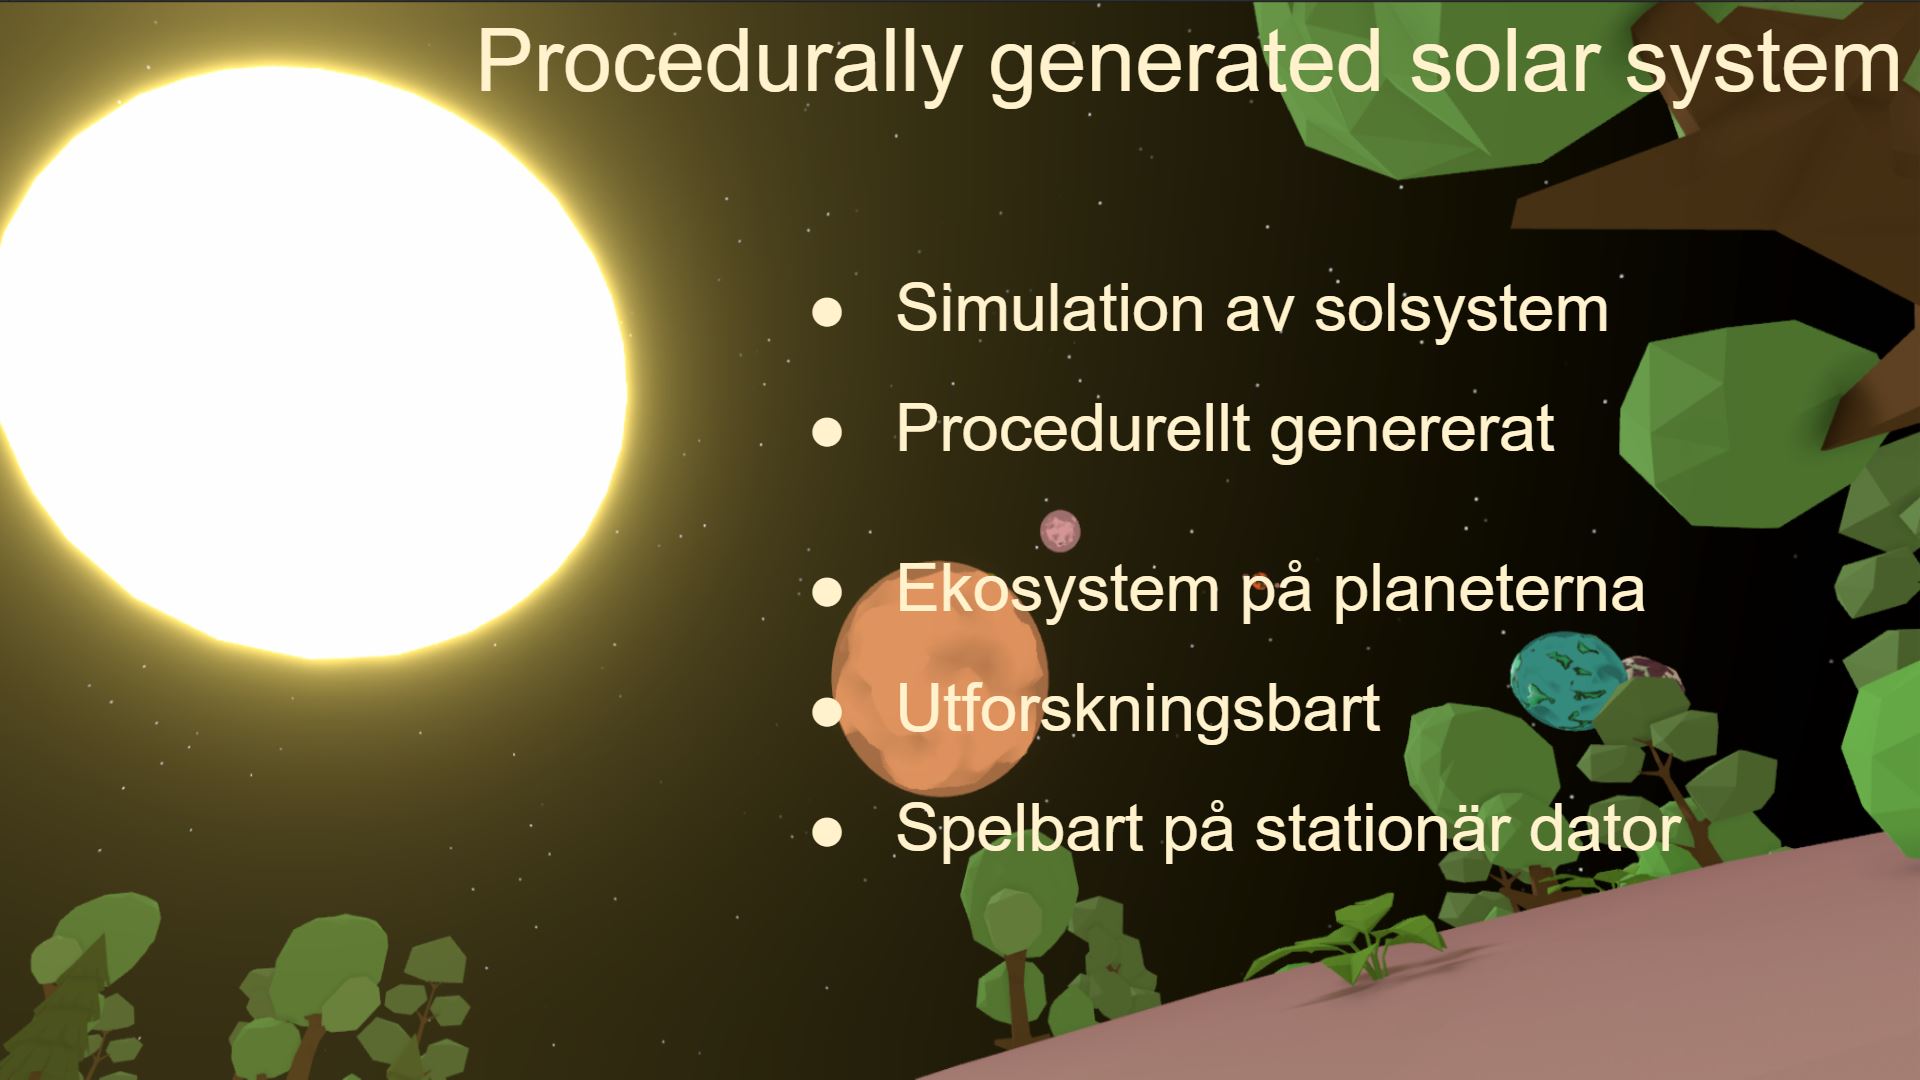 Procedurally generated solar system
● Simulation av solsystem
● Procedurellt genererat
● Ekosystem på planeterna
● Utforskningsbart
● Spelbart på stationär dator